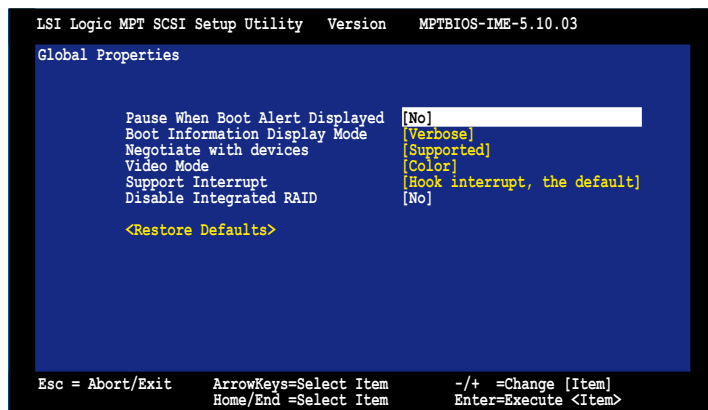 LSI Logic MPT SCSI Setup Utility Version MPTBIOS-IME-5.10.03
Global Properties
Pause When Boot Alert Displayed [No]
Boot Information Display Mode [Verbose]
Negotiate with devices [Supported]
Video Mode [Color]
Support Interrupt [Hook interrupt, the default]
Disable Integrated RAID [No]
<Restore Defaults>
Esc = Abort/Exit ArrowKeys=Select Item -/+ =Change [Item]
Home/End =Select Item Enter=Execute <Item>